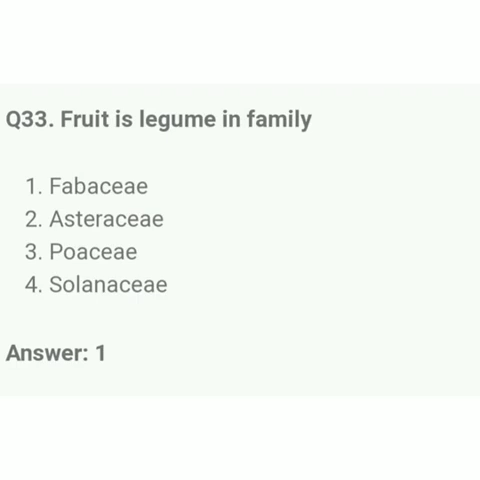 Q33. Fruit is legume in family
1. Fabaceae
2. Asteraceae
3. Poaceae
4. Solanaceae
Answer: 1